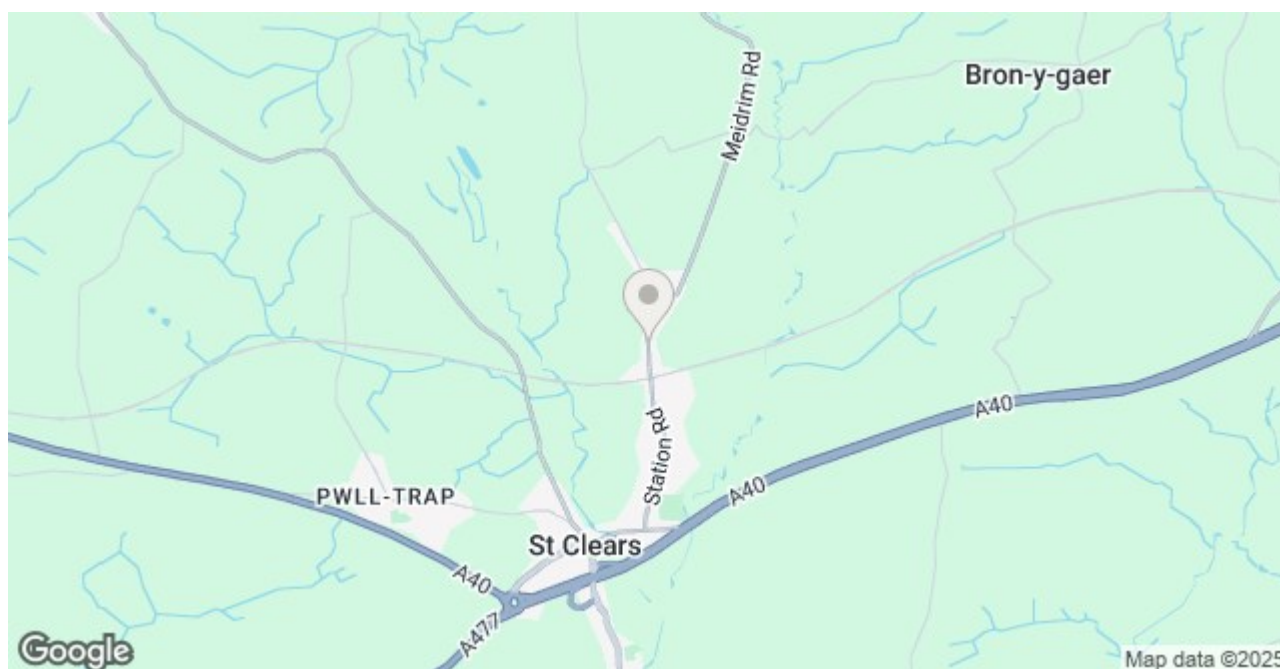 Bron-y-gaer
Meidrim Rd
A40
Station Rd
A40
PWLL-TRAP
St Clears
A40
A477
Google
Map data ©2025